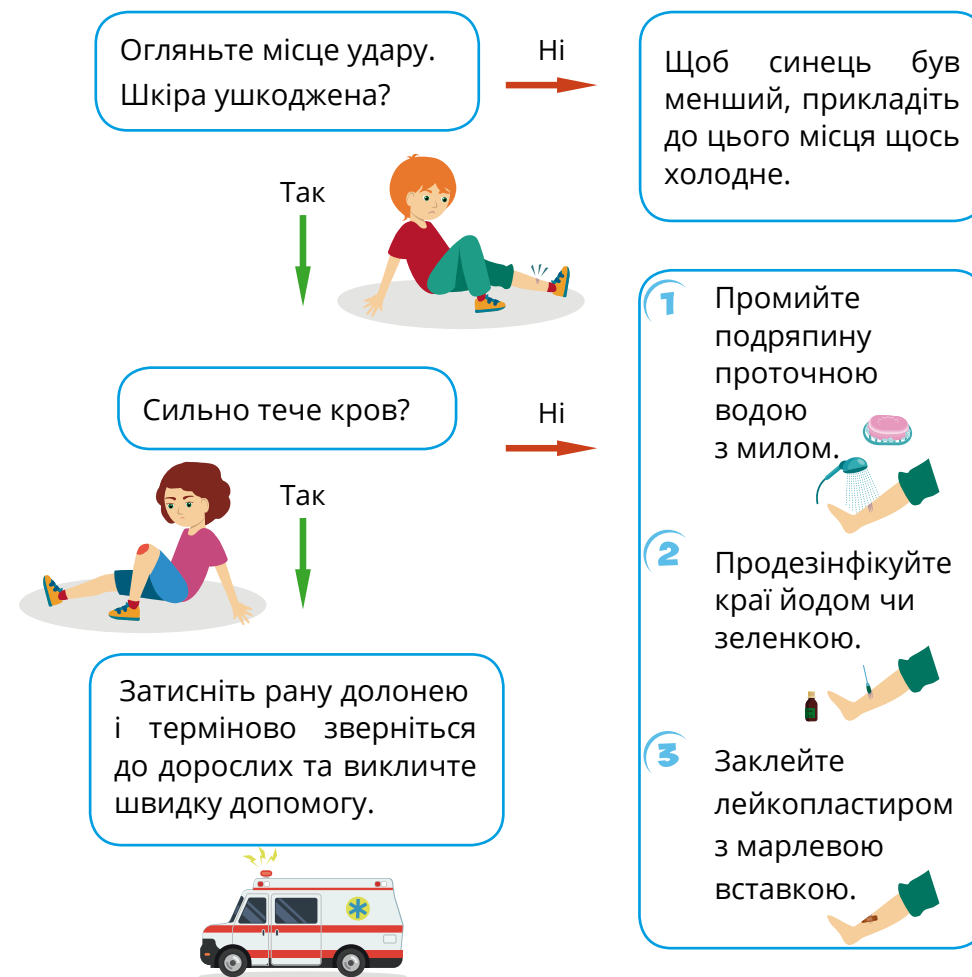 Огляньте місце удару.
Шкіра ушкоджена?
Ні
Щоб синець був
менший, прикладіть
до цього місця щось
холодне.
Так
Сильно тече кров?
Ні
1 Промийте
подряпину
проточною
водою
з милом.
2 Продезінфікуйте
краї йодом чи
зеленкою.
3 Заклейте
лейкопластиром
з марлевою
вставкою.
Так
Затисніть рану долонею
і терміново зверніться
до дорослих та викличте
швидку допомогу.